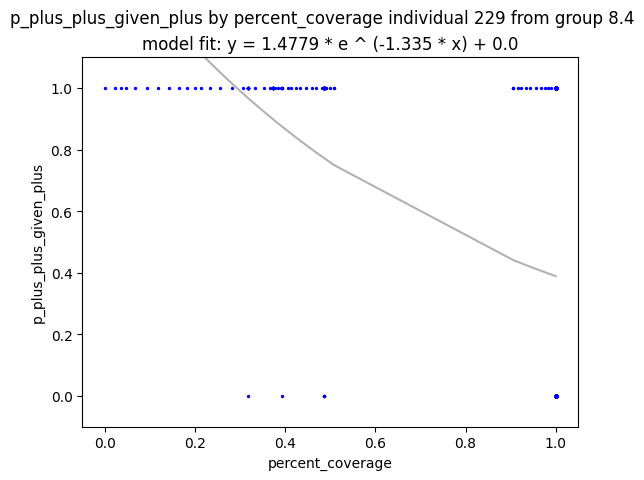 p_plus_plus_given_plus by percent_coverage individual 229 from group 8.4
model fit: y = 1.4779 * e ^ (-1.335 * x) + 0.0
1.0
0.8
0.6
0.4
0.2
0.0
p_plus_plus_given_plus
0.0 0.2 0.4 0.6 0.8 1.0
percent_coverage